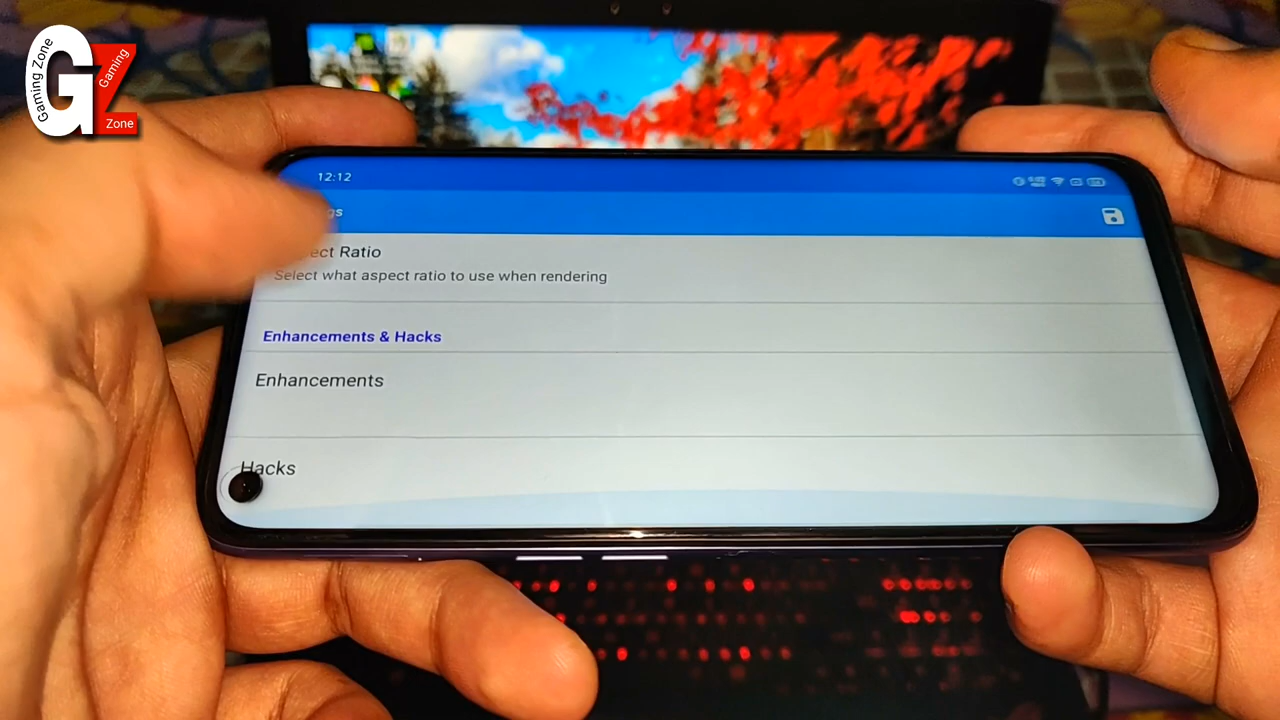 Gaming Zone
Gaming
Zone
12:12
Ratio
Select what aspect ratio to use when rendering
Enhancements & Hacks
Enhancements
Hacks